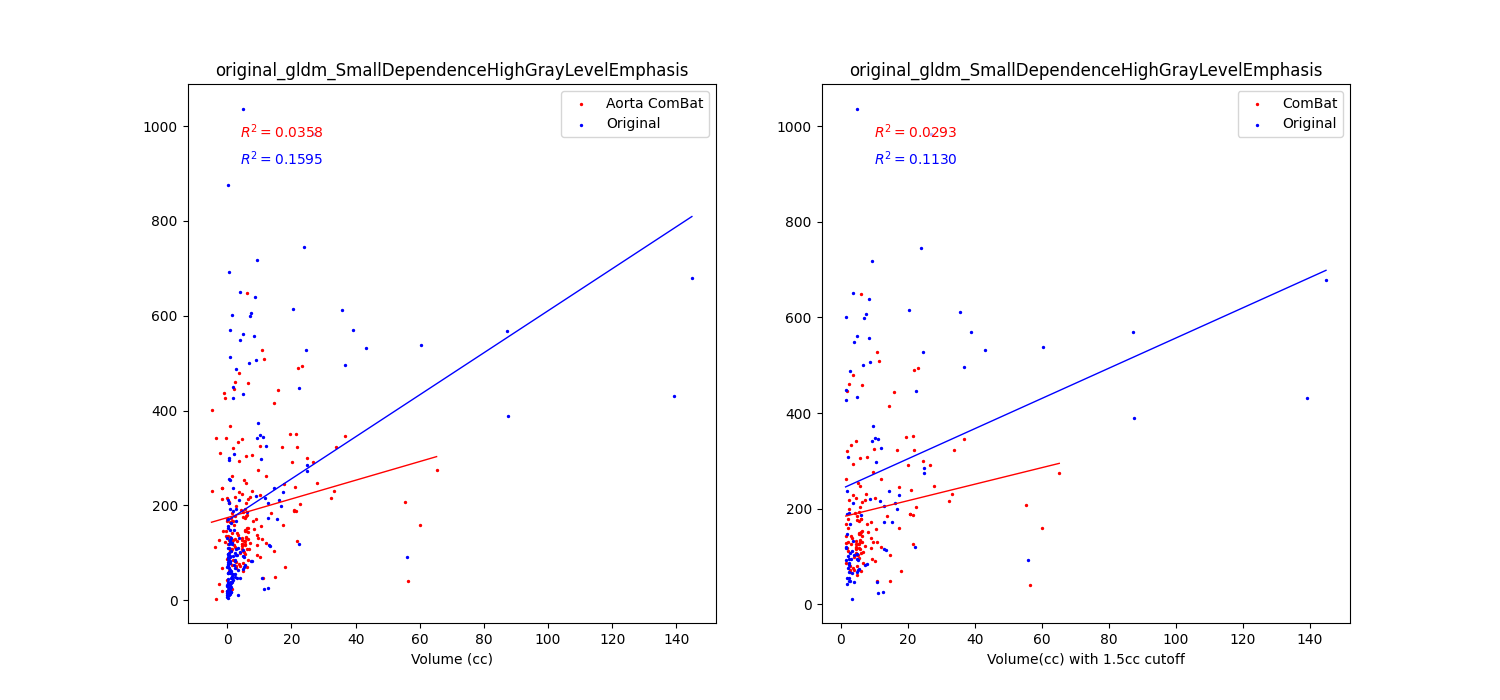 original_gldm_SmallDependenceHighGrayLevelEmphasis
Aorta ComBat
Original
R² = 0.0358
R² = 0.1595
1000
800
600
400
200
0
0 20 40 60 80 100 120 140
Volume (cc)
original_gldm_SmallDependenceHighGrayLevelEmphasis
ComBat
Original
R² = 0.0293
R² = 0.1130
1000
800
600
400
200
0
0 20 40 60 80 100 120 140
Volume(cc) with 1.5cc cutoff